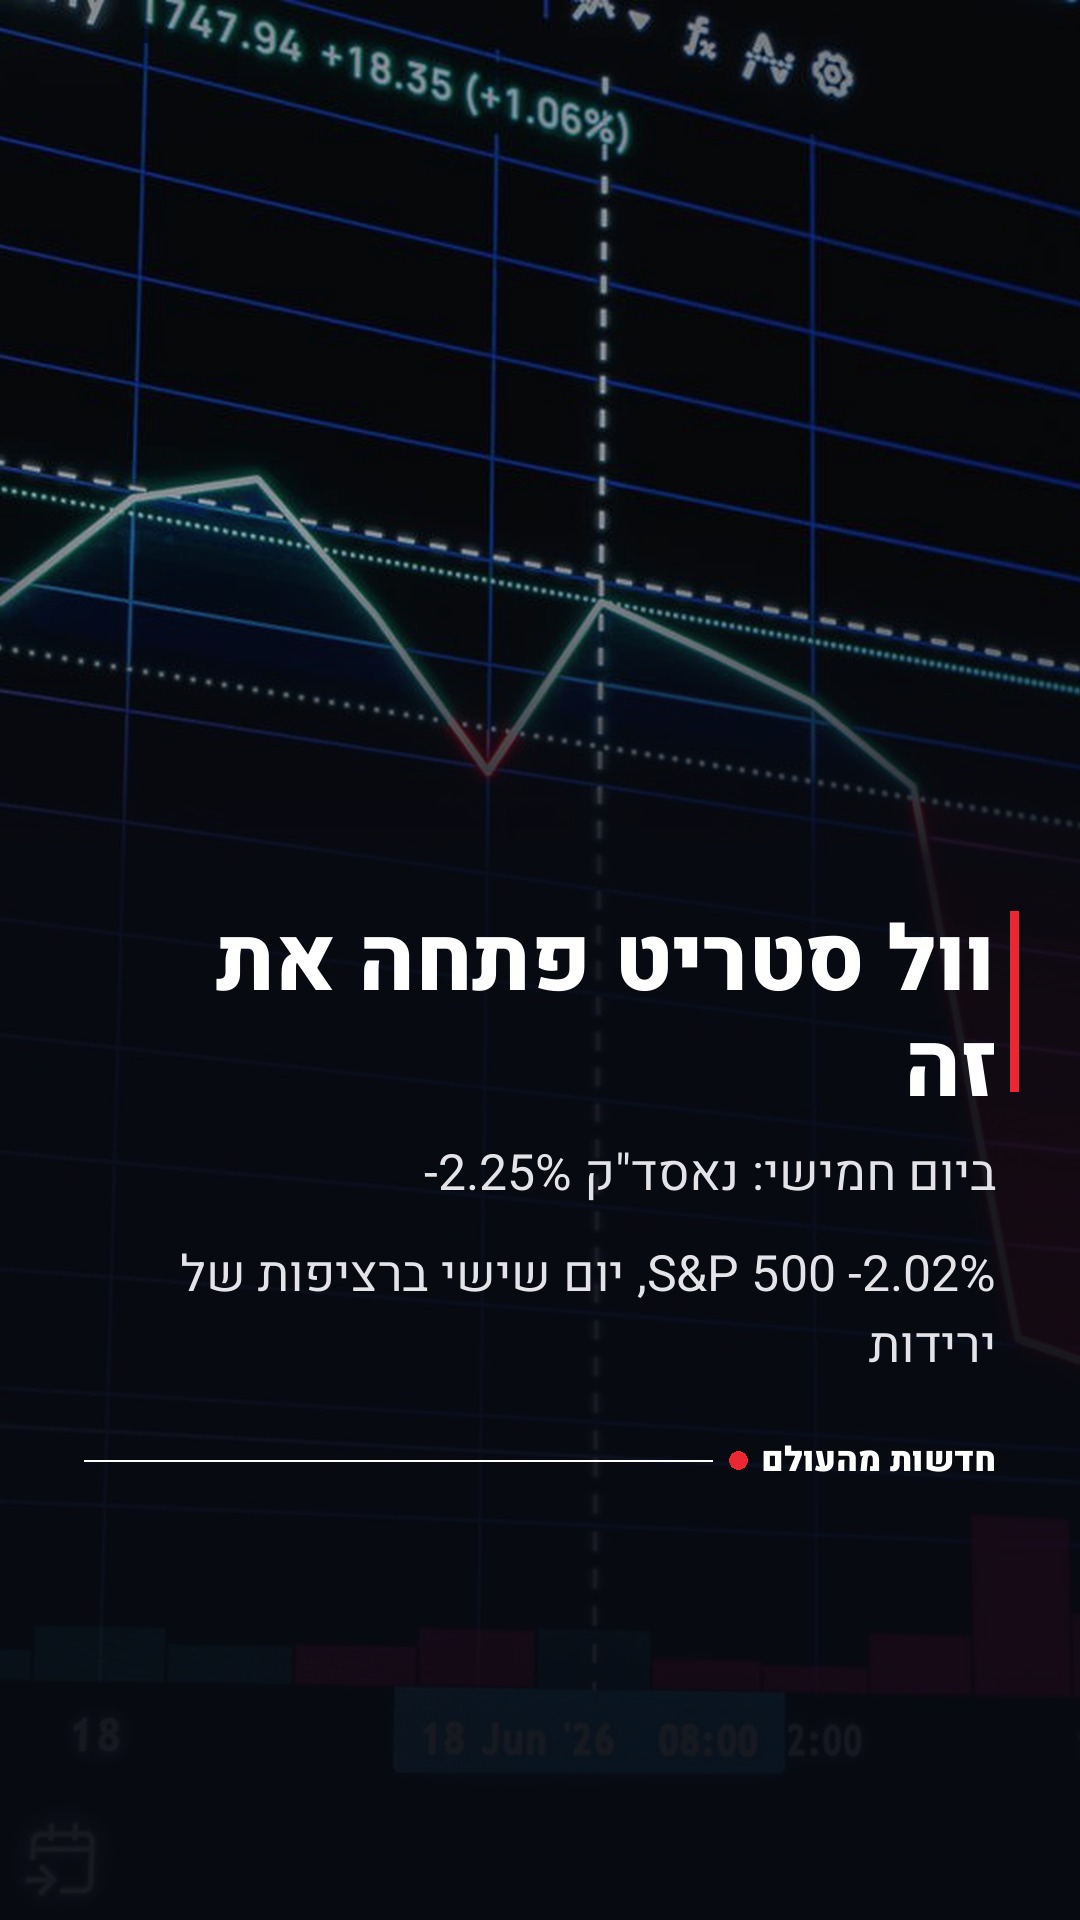 1747.94 +18.35 (+1.06%)
וול סטריט פתחה את
זה
ביום חמישי: נאסד"ק 2.25%-
S&P 500 -2.02%, יום שישי ברציפות של
ירידות
חדשות מהעולם
18
18 Jun '26 08:00
2:00